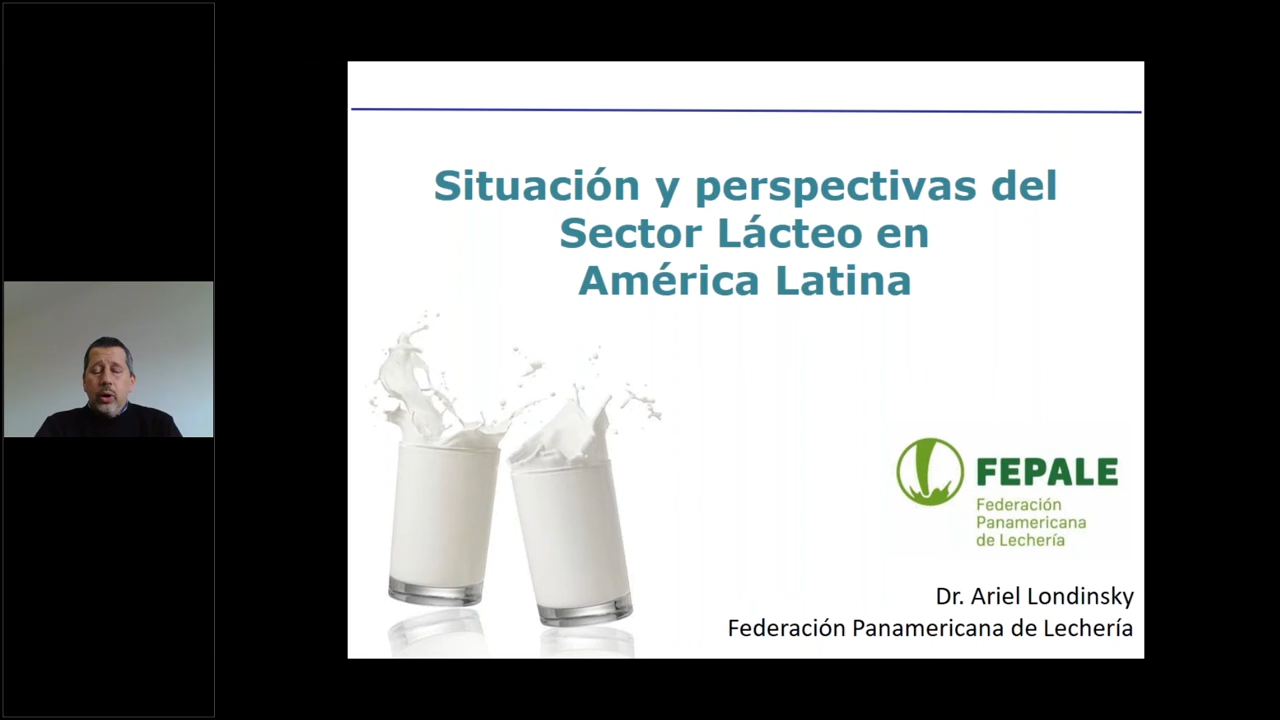 Situación y perspectivas del
Sector Lácteo en
América Latina
FEPALE
Federación
Panamericana
de Lechería
Dr. Ariel Londinsky
Federación Panamericana de Lechería